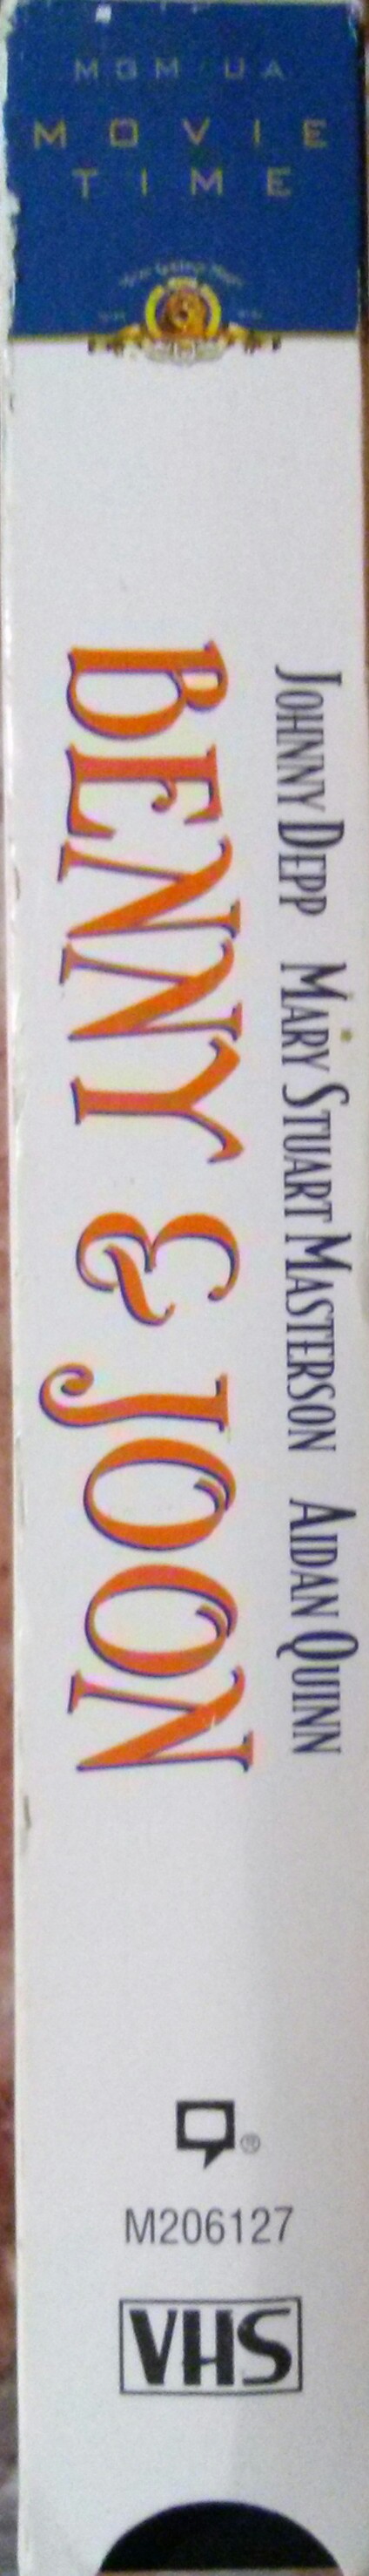 MGM/UA
MOVIE
TIME
JOHNNY DEPP MARY STUART MASTERSON AIDAN QUINN
BENNY & JOON
®
M206127
VHS